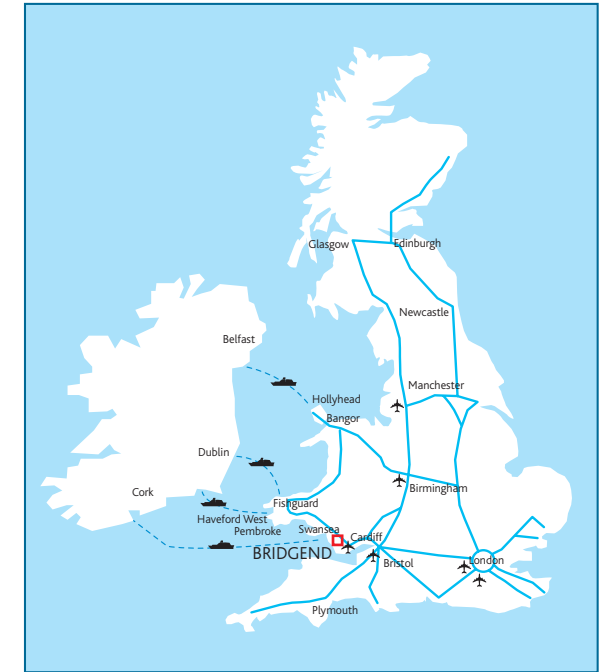 Glasgow
Edinburgh
Newcastle
Belfast
Manchester
Hollyhead
Bangor
Dublin
Birmingham
Cork
Fishguard
Haveford West
Pembroke
Swansea
Cardiff
BRIDGEND
Bristol
London
Plymouth